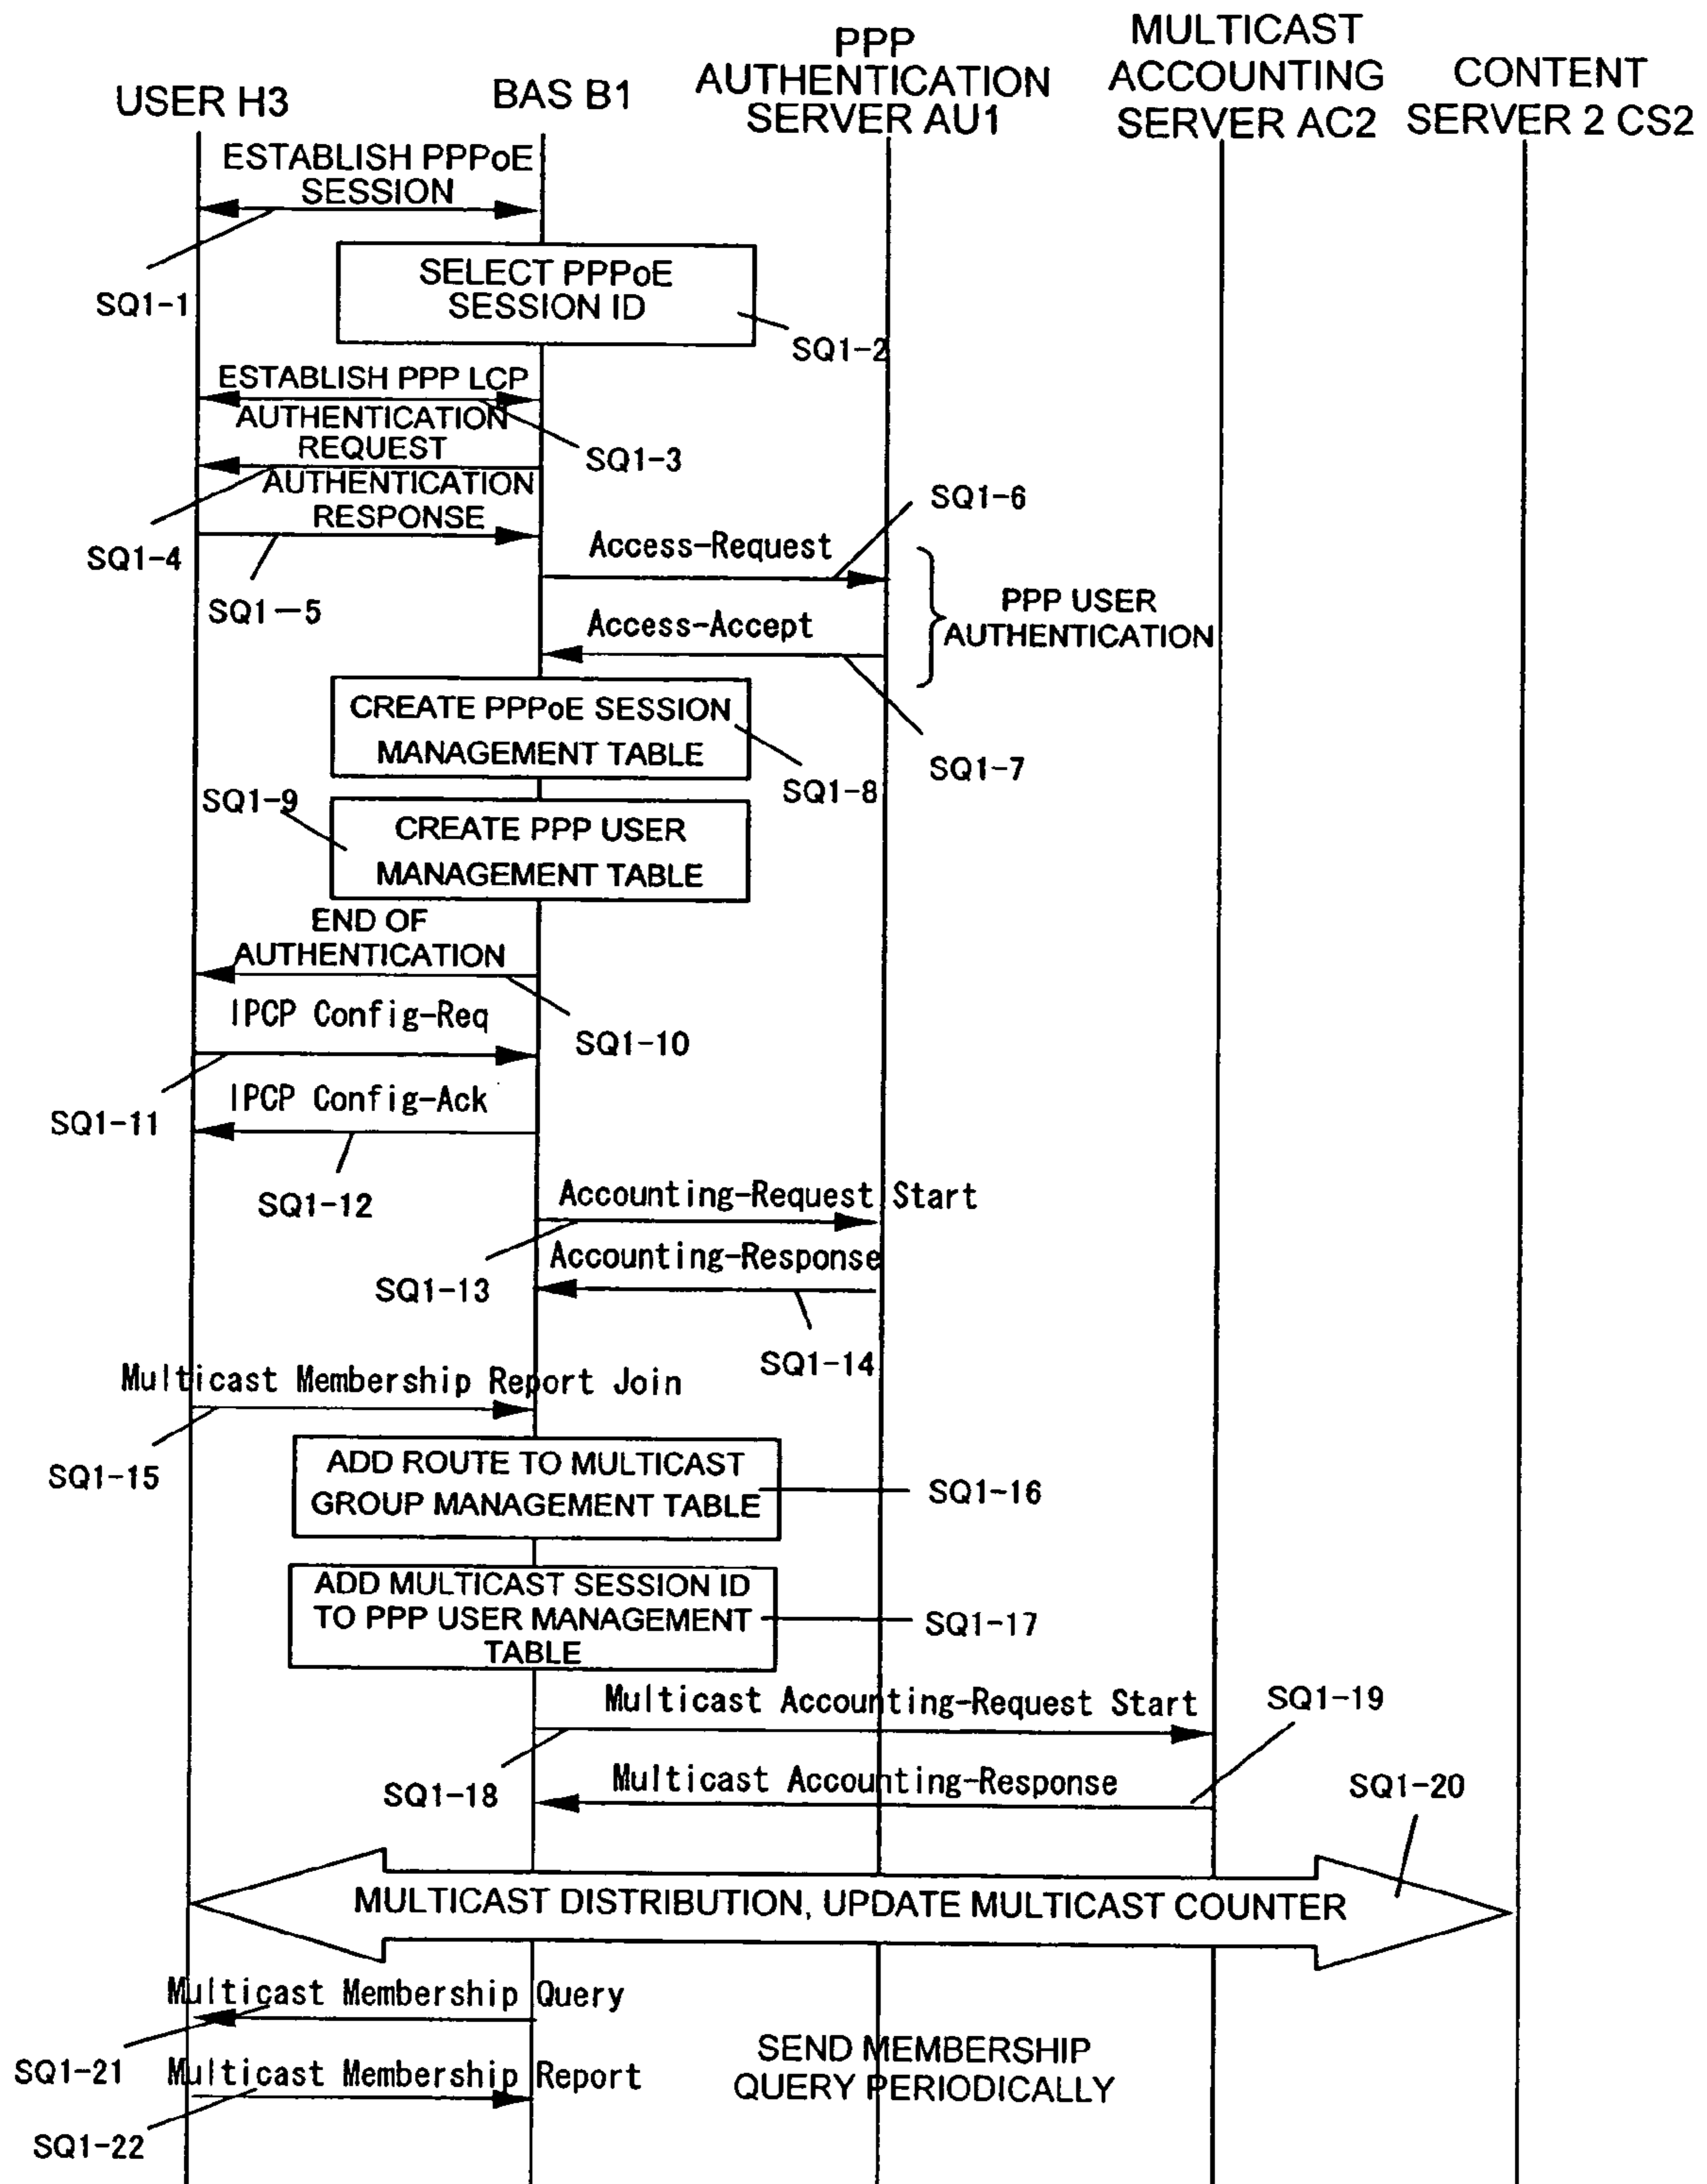 USER H3
BAS B1
PPP
AUTHENTICATION
SERVER AU1
MULTICAST
ACCOUNTING
SERVER AC2
CONTENT
SERVER 2 CS2
ESTABLISH PPPoE
SESSION
SQ1-1
SELECT PPPoE
SESSION ID
SQ1-2
ESTABLISH PPP LCP
SQ1-3
AUTHENTICATION
REQUEST
SQ1-4
AUTHENTICATION
RESPONSE
SQ1-5
Access-Request
SQ1-6
Access-Accept
SQ1-7
PPP USER
AUTHENTICATION
CREATE PPPoE SESSION
MANAGEMENT TABLE
SQ1-8
SQ1-9
CREATE PPP USER
MANAGEMENT TABLE
END OF
AUTHENTICATION
SQ1-10
IPCP Config-Req
SQ1-11
IPCP Config-Ack
SQ1-12
Accounting-Request Start
SQ1-13
Accounting-Response
SQ1-14
Multicast Membership Report Join
SQ1-15
ADD ROUTE TO MULTICAST
GROUP MANAGEMENT TABLE
SQ1-16
ADD MULTICAST SESSION ID
TO PPP USER MANAGEMENT
TABLE
SQ1-17
Multicast Accounting-Request Start
SQ1-18
SQ1-19
Multicast Accounting-Response
SQ1-20
MULTICAST DISTRIBUTION, UPDATE MULTICAST COUNTER
Multicast Membership Query
SQ1-21
Multicast Membership Report
SQ1-22
SEND MEMBERSHIP
QUERY PERIODICALLY